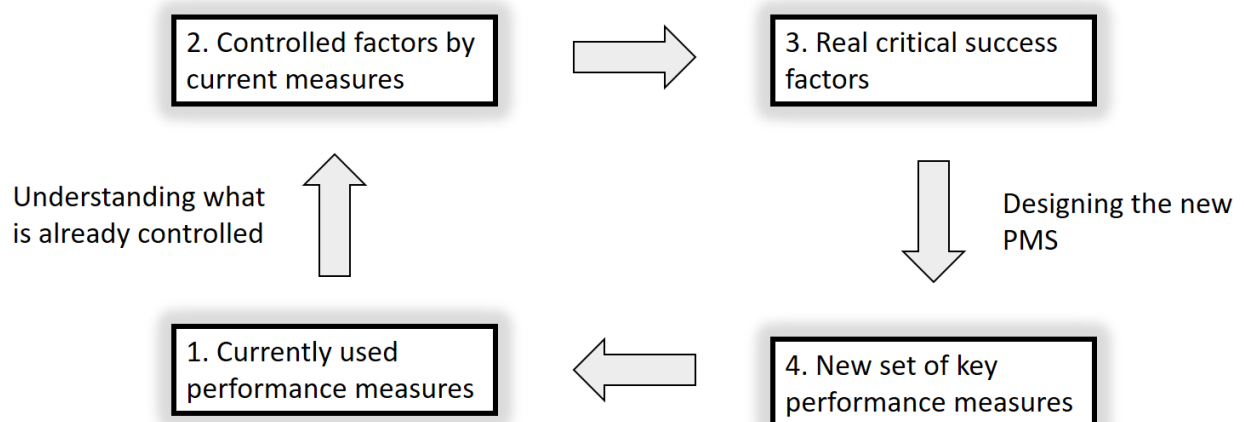 2. Controlled factors by
current measures
3. Real critical success
factors
Understanding what
is already controlled
Designing the new
PMS
1. Currently used
performance measures
4. New set of key
performance measures